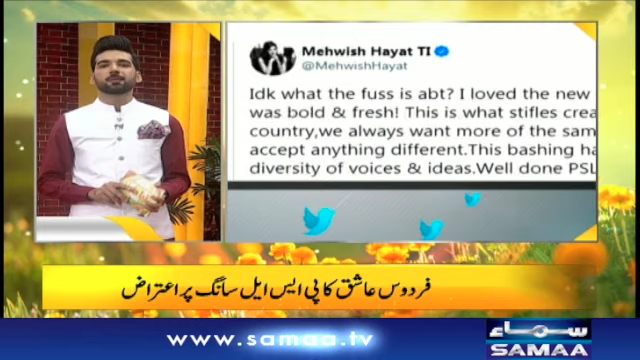 Mehwish Hayat TI
@MehwishHayat
Idk what the fuss is abt? I loved the new
was bold & fresh! This is what stifles crea
country,we always want more of the sam
accept anything different.This bashing ha
diversity of voices & ideas.Well done PSL
فردوس عاشق کا پی ایس ایل سانگ پر اعتراض
www.samaa.tv
سماء
SAMAA